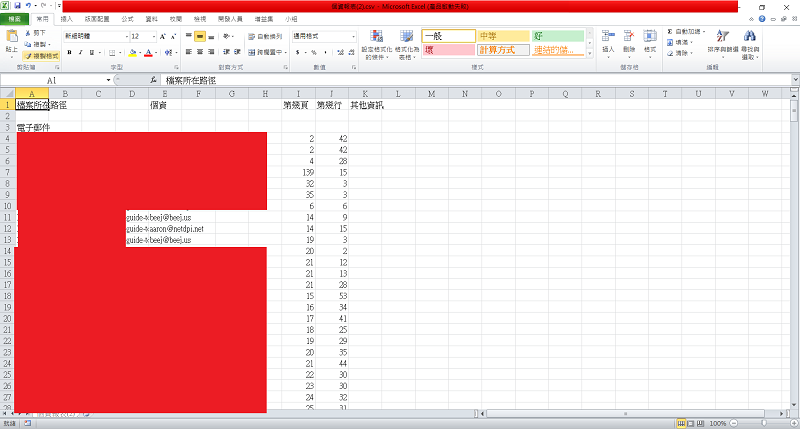 個資報表(2).csv - Microsoft Excel (產品啟動失敗)
檔案 常用 插入 版面配置 公式 資料 校閱 檢視 開發人員 增益集 小組
貼上 剪下 複製 複製格式
新細明體 12
自動換列 跨欄置中
通用格式
設定格式化的條件 格式化為表格
一般 中等 好
壞 計算方式 連結的儲...
插入 刪除 格式
自動加總 填滿 清除
排序與篩選 尋找與選取
剪貼簿 字型 對齊方式 數值 樣式 儲存格 編輯
A1 fx 檔案所在路徑
A B C D E F G H I J K L M N O P Q R S T U V W
1 檔案所在路徑 個資 第幾頁 第幾行 其他資訊
2
3 電子郵件
4 2 42
5 2 42
6 4 28
7 139 15
8 32 3
9 35 3
10 6 6
11 guide-tx beej@beej.us 14 9
12 guide-tx aaron@netdpi.net 14 15
13 guide-tx beej@beej.us 19 3
14 20 2
15 21 12
16 21 13
17 21 28
18 15 53
19 16 34
20 17 41
21 18 25
22 19 29
23 20 35
24 21 44
25 22 30
26 23 30
27 24 32
28 25 31
就緒 100%